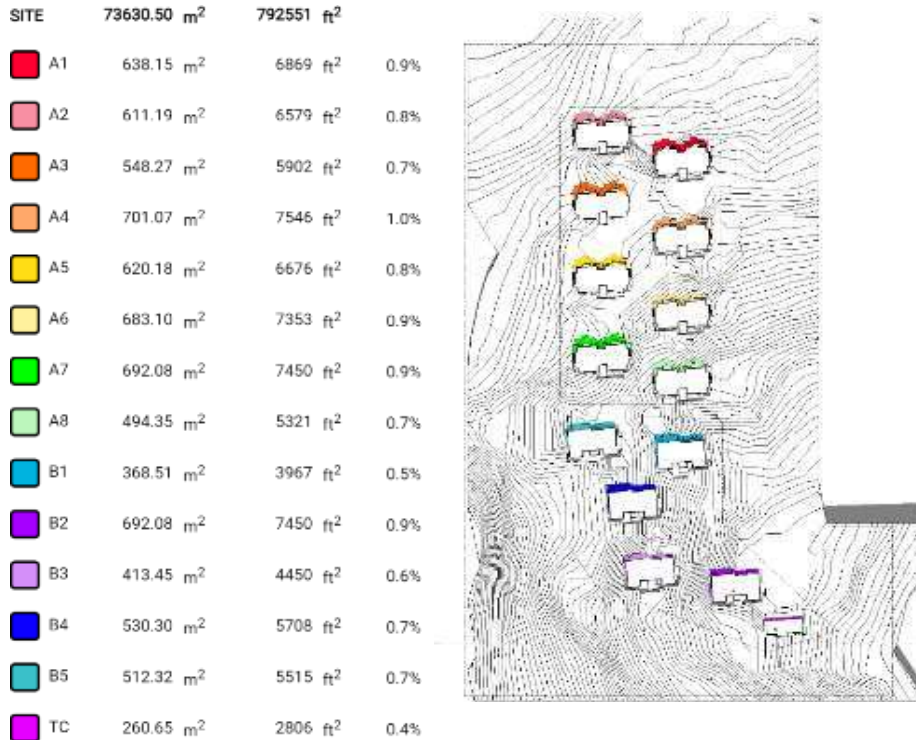 SITE 73630.50 m² 792551 ft²
A1 638.15 m² 6869 ft² 0.9%
A2 611.19 m² 6579 ft² 0.8%
A3 548.27 m² 5902 ft² 0.7%
A4 701.07 m² 7546 ft² 1.0%
A5 620.18 m² 6676 ft² 0.8%
A6 683.10 m² 7353 ft² 0.9%
A7 692.08 m² 7450 ft² 0.9%
A8 494.35 m² 5321 ft² 0.7%
B1 368.51 m² 3967 ft² 0.5%
B2 692.08 m² 7450 ft² 0.9%
B3 413.45 m² 4450 ft² 0.6%
B4 530.30 m² 5708 ft² 0.7%
B5 512.32 m² 5515 ft² 0.7%
TC 260.65 m² 2806 ft² 0.4%